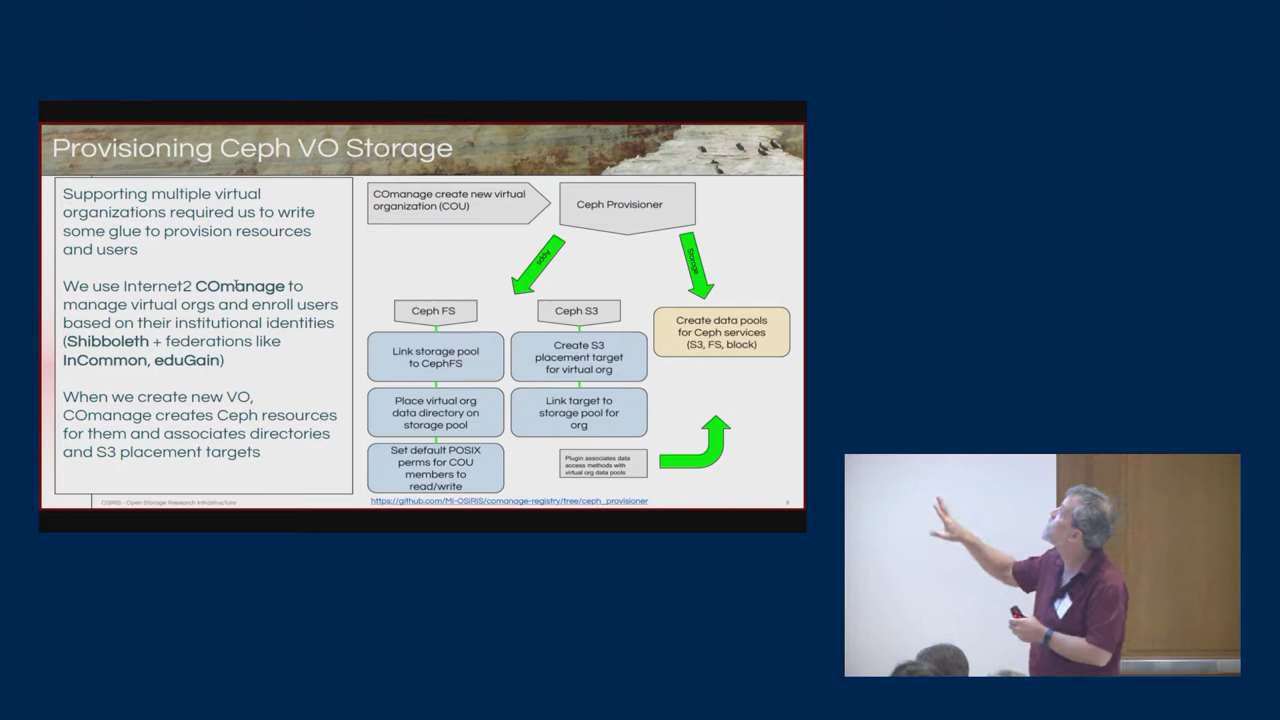 Provisioning Ceph VO Storage
Supporting multiple virtual
organizations required us to write
some glue to provision resources
and users
We use Internet2 COmanage to
manage virtual orgs and enroll users
based on their institutional identities
(Shibboleth + federations like
InCommon, eduGain)
When we create new VO,
COmanage creates Ceph resources
for them and associates directories
and S3 placement targets
COmanage create new virtual
organization (COU)
Ceph Provisioner
Apps
Storage
Ceph FS
Link storage pool
to CephFS
Place virtual org
data directory on
storage pool
Set default POSIX
perms for COU
members to
read/write
Ceph S3
Create S3
placement target
for virtual org
Link target to
storage pool for
org
Create data pools
for Ceph services
(S3, FS, block)
Plugin associates data
access methods with
virtual org data pools
OSiRIS - Open Storage Research Infrastructure
https://github.com/MI-OSiRIS/comanage-registry/tree/ceph_provisioner
9